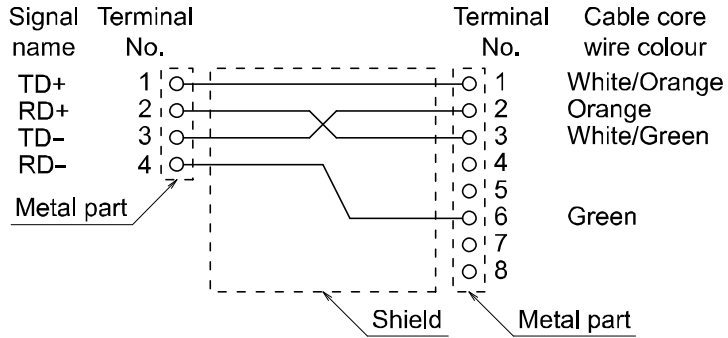 Signal Terminal Terminal Cable core
name No. No. wire colour
TD+ 1 1 White/Orange
RD+ 2 2 Orange
TD− 3 3 White/Green
RD− 4 4
5
Metal part 6 Green
7
8
Shield Metal part